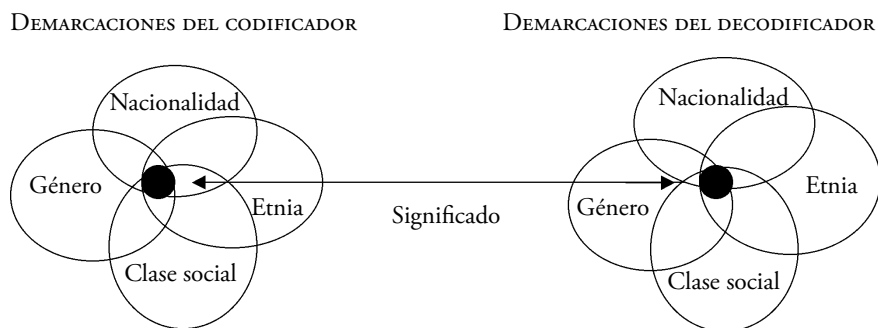 DEMARCACIONES DEL CODIFICADOR
DEMARCACIONES DEL DECODIFICADOR
Nacionalidad
Género
Etnia
Clase social
Significado
Nacionalidad
Género
Etnia
Clase social